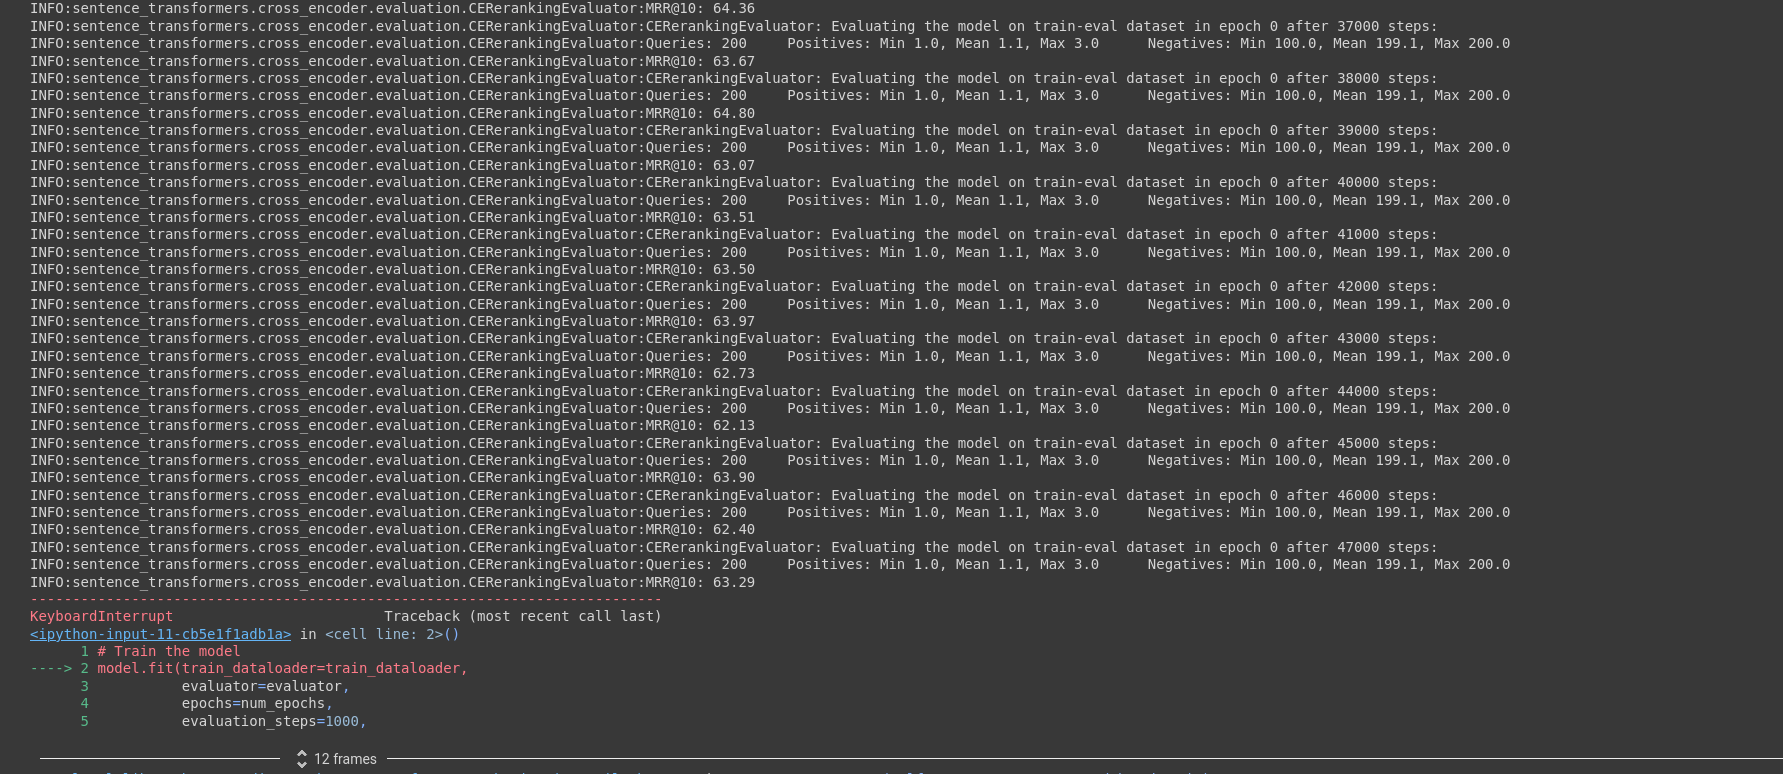 INFO:sentence_transformers.cross_encoder.evaluation.CERerankingEvaluator:MRR@10: 64.36
INFO:sentence_transformers.cross_encoder.evaluation.CERerankingEvaluator:CERerankingEvaluator: Evaluating the model on train-eval dataset in epoch 0 after 37000 steps:
INFO:sentence_transformers.cross_encoder.evaluation.CERerankingEvaluator:Queries: 200 Positives: Min 1.0, Mean 1.1, Max 3.0 Negatives: Min 100.0, Mean 199.1, Max 200.0
INFO:sentence_transformers.cross_encoder.evaluation.CERerankingEvaluator:MRR@10: 63.67
INFO:sentence_transformers.cross_encoder.evaluation.CERerankingEvaluator:CERerankingEvaluator: Evaluating the model on train-eval dataset in epoch 0 after 38000 steps:
INFO:sentence_transformers.cross_encoder.evaluation.CERerankingEvaluator:Queries: 200 Positives: Min 1.0, Mean 1.1, Max 3.0 Negatives: Min 100.0, Mean 199.1, Max 200.0
INFO:sentence_transformers.cross_encoder.evaluation.CERerankingEvaluator:MRR@10: 64.80
INFO:sentence_transformers.cross_encoder.evaluation.CERerankingEvaluator:CERerankingEvaluator: Evaluating the model on train-eval dataset in epoch 0 after 39000 steps:
INFO:sentence_transformers.cross_encoder.evaluation.CERerankingEvaluator:Queries: 200 Positives: Min 1.0, Mean 1.1, Max 3.0 Negatives: Min 100.0, Mean 199.1, Max 200.0
INFO:sentence_transformers.cross_encoder.evaluation.CERerankingEvaluator:MRR@10: 63.07
INFO:sentence_transformers.cross_encoder.evaluation.CERerankingEvaluator:CERerankingEvaluator: Evaluating the model on train-eval dataset in epoch 0 after 40000 steps:
INFO:sentence_transformers.cross_encoder.evaluation.CERerankingEvaluator:Queries: 200 Positives: Min 1.0, Mean 1.1, Max 3.0 Negatives: Min 100.0, Mean 199.1, Max 200.0
INFO:sentence_transformers.cross_encoder.evaluation.CERerankingEvaluator:MRR@10: 63.51
INFO:sentence_transformers.cross_encoder.evaluation.CERerankingEvaluator:CERerankingEvaluator: Evaluating the model on train-eval dataset in epoch 0 after 41000 steps:
INFO:sentence_transformers.cross_encoder.evaluation.CERerankingEvaluator:Queries: 200 Positives: Min 1.0, Mean 1.1, Max 3.0 Negatives: Min 100.0, Mean 199.1, Max 200.0
INFO:sentence_transformers.cross_encoder.evaluation.CERerankingEvaluator:MRR@10: 63.50
INFO:sentence_transformers.cross_encoder.evaluation.CERerankingEvaluator:CERerankingEvaluator: Evaluating the model on train-eval dataset in epoch 0 after 42000 steps:
INFO:sentence_transformers.cross_encoder.evaluation.CERerankingEvaluator:Queries: 200 Positives: Min 1.0, Mean 1.1, Max 3.0 Negatives: Min 100.0, Mean 199.1, Max 200.0
INFO:sentence_transformers.cross_encoder.evaluation.CERerankingEvaluator:MRR@10: 63.97
INFO:sentence_transformers.cross_encoder.evaluation.CERerankingEvaluator:CERerankingEvaluator: Evaluating the model on train-eval dataset in epoch 0 after 43000 steps:
INFO:sentence_transformers.cross_encoder.evaluation.CERerankingEvaluator:Queries: 200 Positives: Min 1.0, Mean 1.1, Max 3.0 Negatives: Min 100.0, Mean 199.1, Max 200.0
INFO:sentence_transformers.cross_encoder.evaluation.CERerankingEvaluator:MRR@10: 62.73
INFO:sentence_transformers.cross_encoder.evaluation.CERerankingEvaluator:CERerankingEvaluator: Evaluating the model on train-eval dataset in epoch 0 after 44000 steps:
INFO:sentence_transformers.cross_encoder.evaluation.CERerankingEvaluator:Queries: 200 Positives: Min 1.0, Mean 1.1, Max 3.0 Negatives: Min 100.0, Mean 199.1, Max 200.0
INFO:sentence_transformers.cross_encoder.evaluation.CERerankingEvaluator:MRR@10: 62.13
INFO:sentence_transformers.cross_encoder.evaluation.CERerankingEvaluator:CERerankingEvaluator: Evaluating the model on train-eval dataset in epoch 0 after 45000 steps:
INFO:sentence_transformers.cross_encoder.evaluation.CERerankingEvaluator:Queries: 200 Positives: Min 1.0, Mean 1.1, Max 3.0 Negatives: Min 100.0, Mean 199.1, Max 200.0
INFO:sentence_transformers.cross_encoder.evaluation.CERerankingEvaluator:MRR@10: 63.90
INFO:sentence_transformers.cross_encoder.evaluation.CERerankingEvaluator:CERerankingEvaluator: Evaluating the model on train-eval dataset in epoch 0 after 46000 steps:
INFO:sentence_transformers.cross_encoder.evaluation.CERerankingEvaluator:Queries: 200 Positives: Min 1.0, Mean 1.1, Max 3.0 Negatives: Min 100.0, Mean 199.1, Max 200.0
INFO:sentence_transformers.cross_encoder.evaluation.CERerankingEvaluator:MRR@10: 62.40
INFO:sentence_transformers.cross_encoder.evaluation.CERerankingEvaluator:CERerankingEvaluator: Evaluating the model on train-eval dataset in epoch 0 after 47000 steps:
INFO:sentence_transformers.cross_encoder.evaluation.CERerankingEvaluator:Queries: 200 Positives: Min 1.0, Mean 1.1, Max 3.0 Negatives: Min 100.0, Mean 199.1, Max 200.0
INFO:sentence_transformers.cross_encoder.evaluation.CERerankingEvaluator:MRR@10: 63.29
---------------------------------------------------------------------------
KeyboardInterrupt Traceback (most recent call last)
<ipython-input-11-cb5e1f1adb1a> in <cell line: 2>()
1 # Train the model
----> 2 model.fit(train_dataloader=train_dataloader,
3 evaluator=evaluator,
4 epochs=num_epochs,
5 evaluation_steps=1000,
12 frames